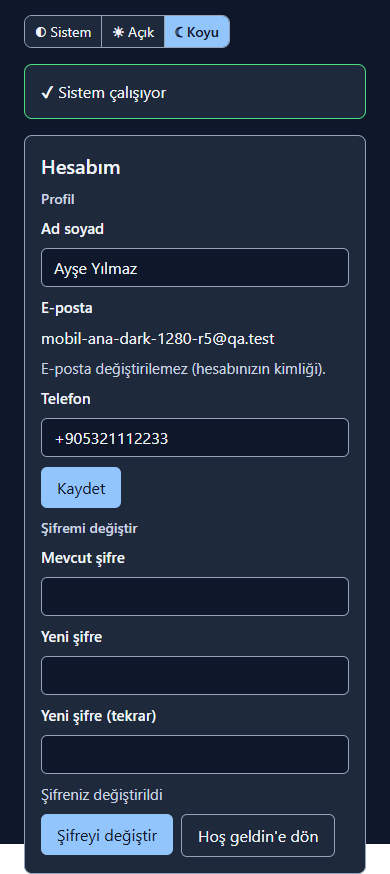 Sistem
Açık
Koyu
✔ Sistem çalışıyor
Hesabım
Profil
Ad soyad
Ayşe Yılmaz
E-posta
mobil-ana-dark-1280-r5@qa.test
E-posta değiştirilemez (hesabınızın kimliği).
Telefon
+905321112233
Kaydet
Şifremi değiştir
Mevcut şifre
Yeni şifre
Yeni şifre (tekrar)
Şifreniz değiştirildi
Şifreyi değiştir
Hoş geldin'e dön